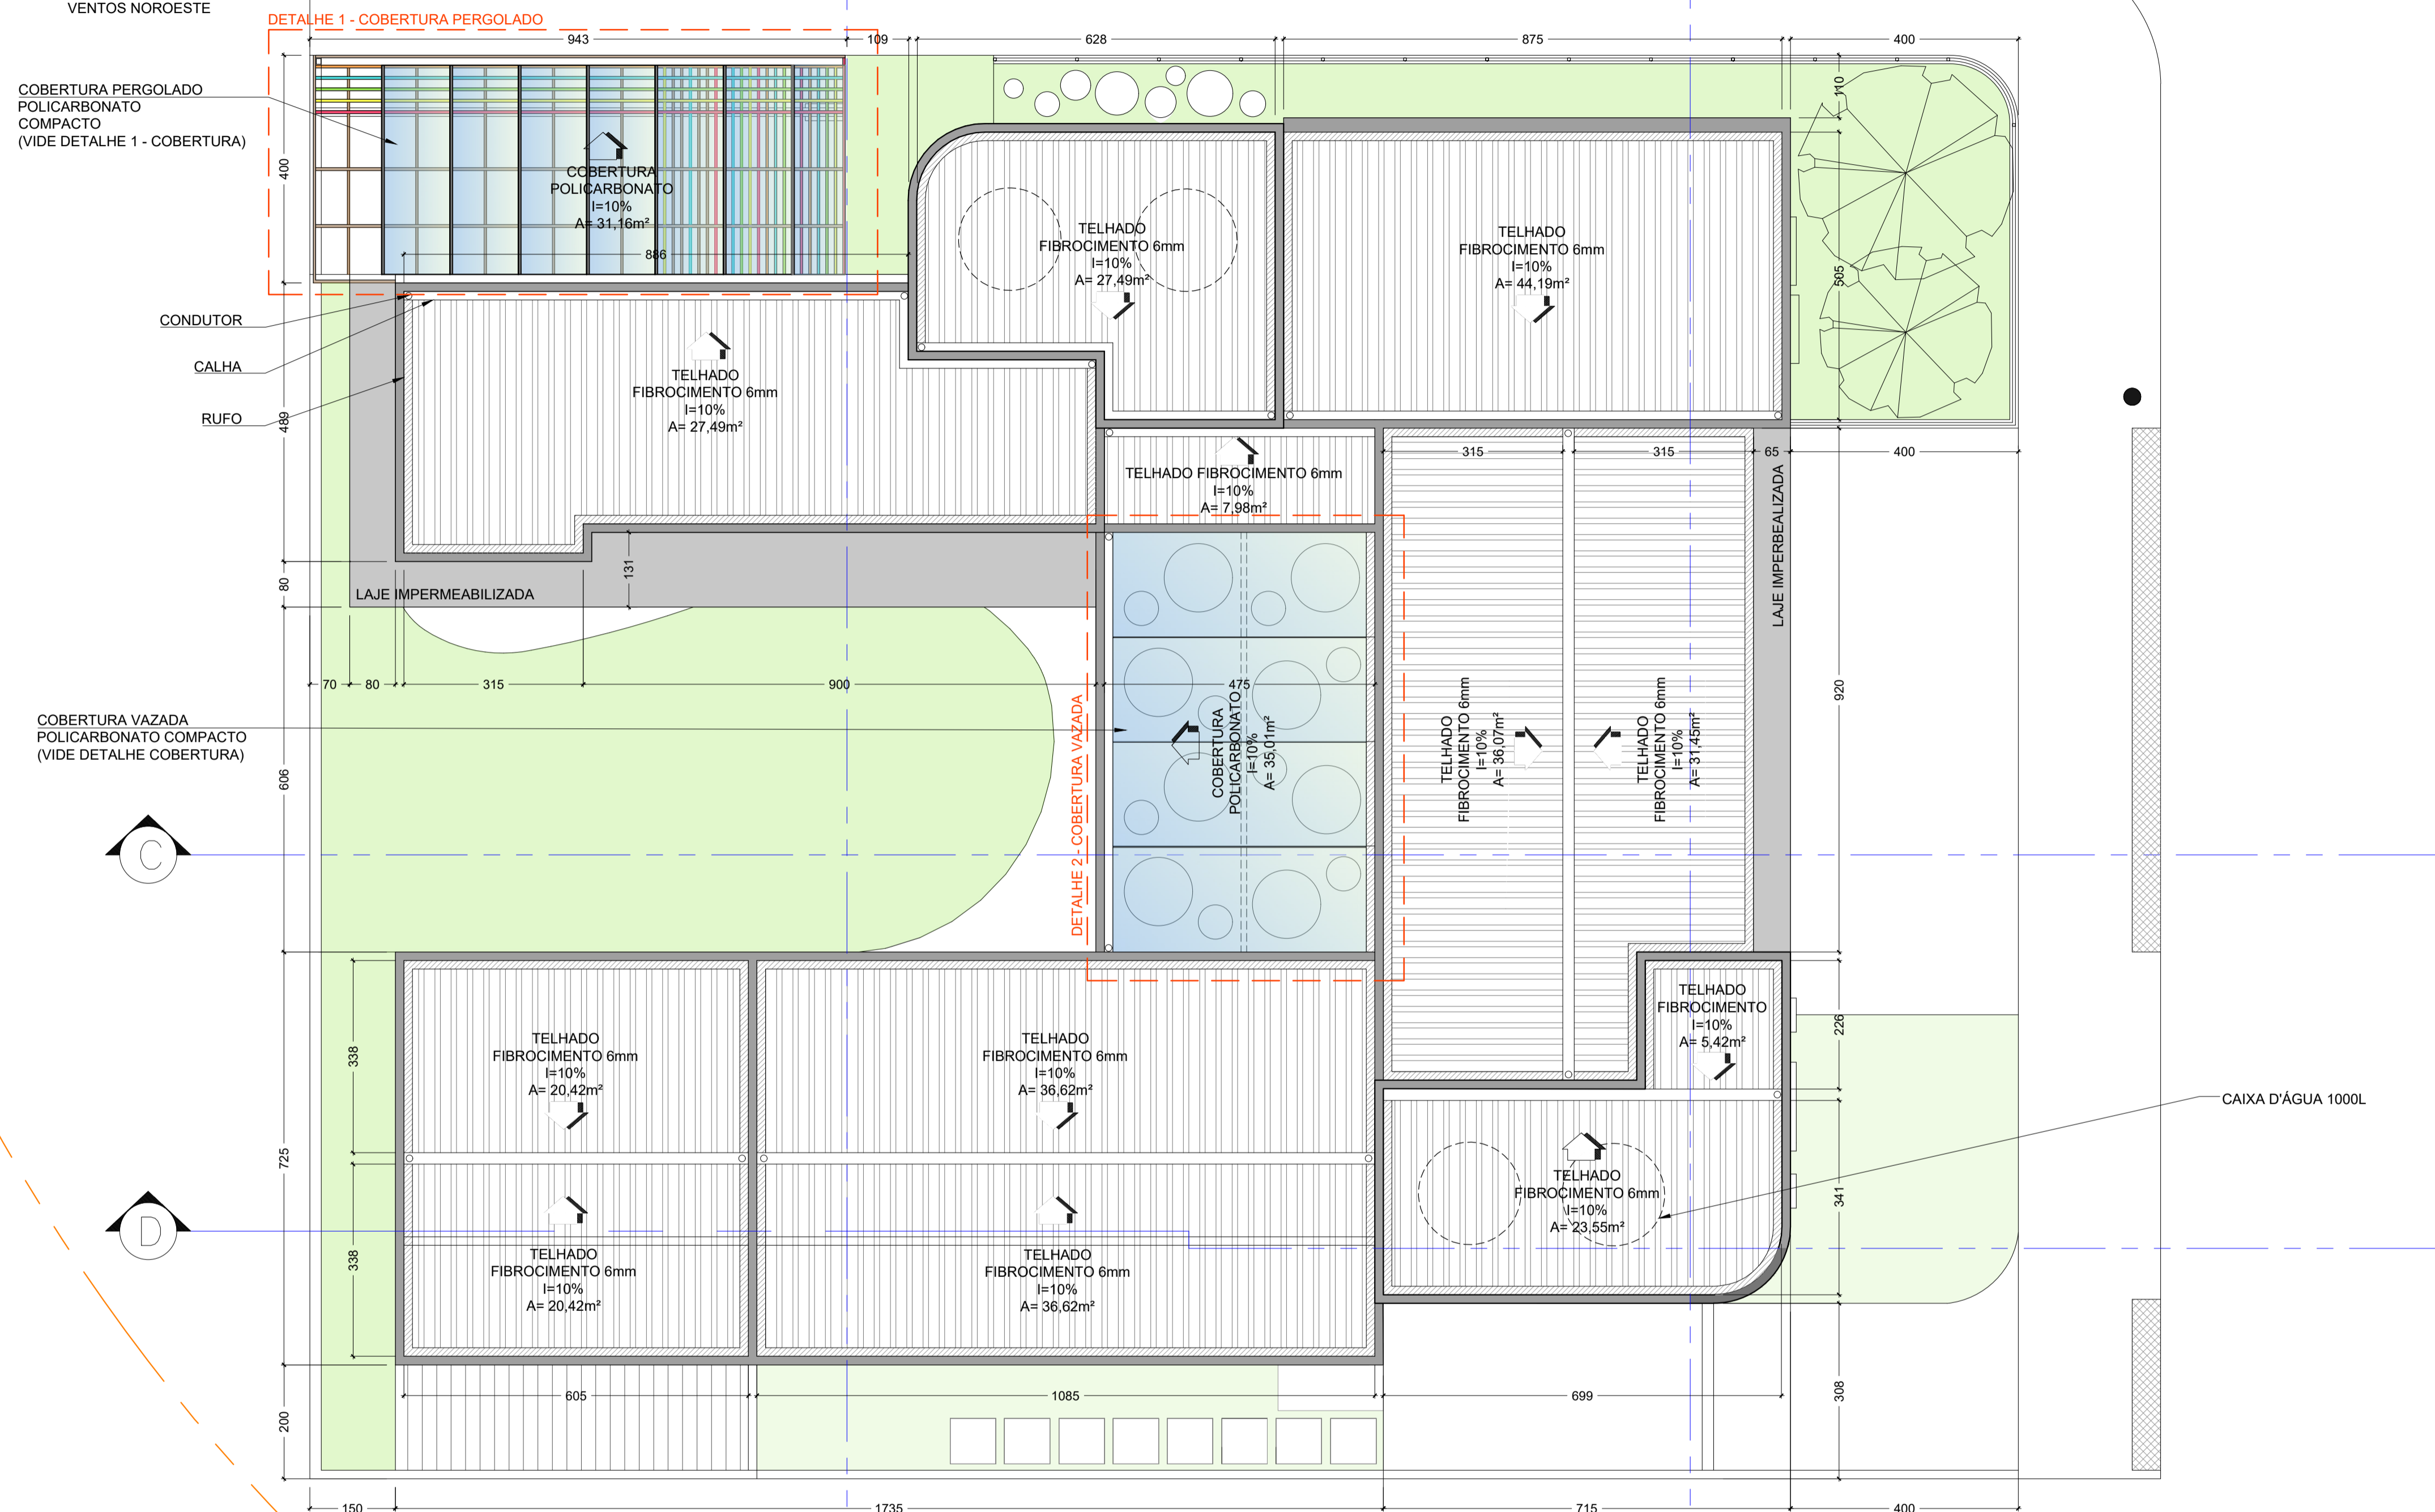 VENTOS NOROESTE
DETALHE 1 - COBERTURA PERGOLADO
943
109
628
875
400
COBERTURA PERGOLADO
POLICARBONATO
COMPACTO
(VIDE DETALHE 1 - COBERTURA)
110
400
COBERTURA
POLICARBONATO
I=10%
A= 31,16m²
886
TELHADO
FIBROCIMENTO 6mm
I=10%
A= 27,49m²
TELHADO
FIBROCIMENTO 6mm
I=10%
A= 44,19m²
505
CONDUTOR
CALHA
RUFO
489
TELHADO
FIBROCIMENTO 6mm
I=10%
A= 27,49m²
TELHADO FIBROCIMENTO 6mm
I=10%
A= 7,98m²
315
315
65
400
LAJE IMPERBEALIZADA
80
LAJE IMPERMEABILIZADA
131
70
80
315
900
475
920
COBERTURA VAZADA
POLICARBONATO COMPACTO
(VIDE DETALHE COBERTURA)
606
DETALHE 2 - COBERTURA VAZADA
COBERTURA
POLICARBONATO
I=10%
A= 35,01m²
TELHADO
FIBROCIMENTO 6mm
I=10%
A= 36,07m²
TELHADO
FIBROCIMENTO 6mm
I=10%
A= 31,45m²
C
338
TELHADO
FIBROCIMENTO 6mm
I=10%
A= 20,42m²
TELHADO
FIBROCIMENTO 6mm
I=10%
A= 36,62m²
TELHADO
FIBROCIMENTO
I=10%
A= 5,42m²
226
CAIXA D'ÁGUA 1000L
725
D
338
TELHADO
FIBROCIMENTO 6mm
I=10%
A= 20,42m²
TELHADO
FIBROCIMENTO 6mm
I=10%
A= 36,62m²
TELHADO
FIBROCIMENTO 6mm
I=10%
A= 23,55m²
341
605
1085
699
308
200
150
1735
715
400